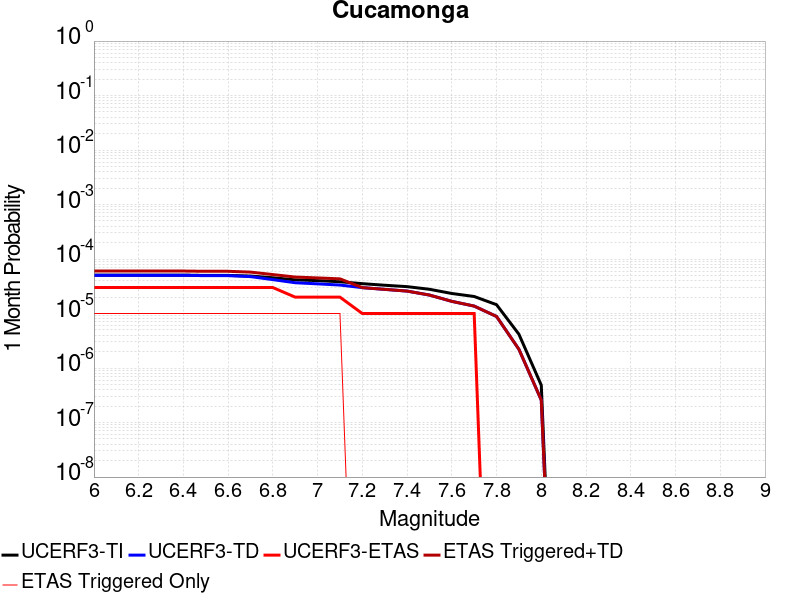 Cucamonga
1 Month Probability
10^0
10^-1
10^-2
10^-3
10^-4
10^-5
10^-6
10^-7
10^-8
6 6.2 6.4 6.6 6.8 7 7.2 7.4 7.6 7.8 8 8.2 8.4 8.6 8.8 9
Magnitude
UCERF3-TI UCERF3-TD UCERF3-ETAS ETAS Triggered+TD
ETAS Triggered Only